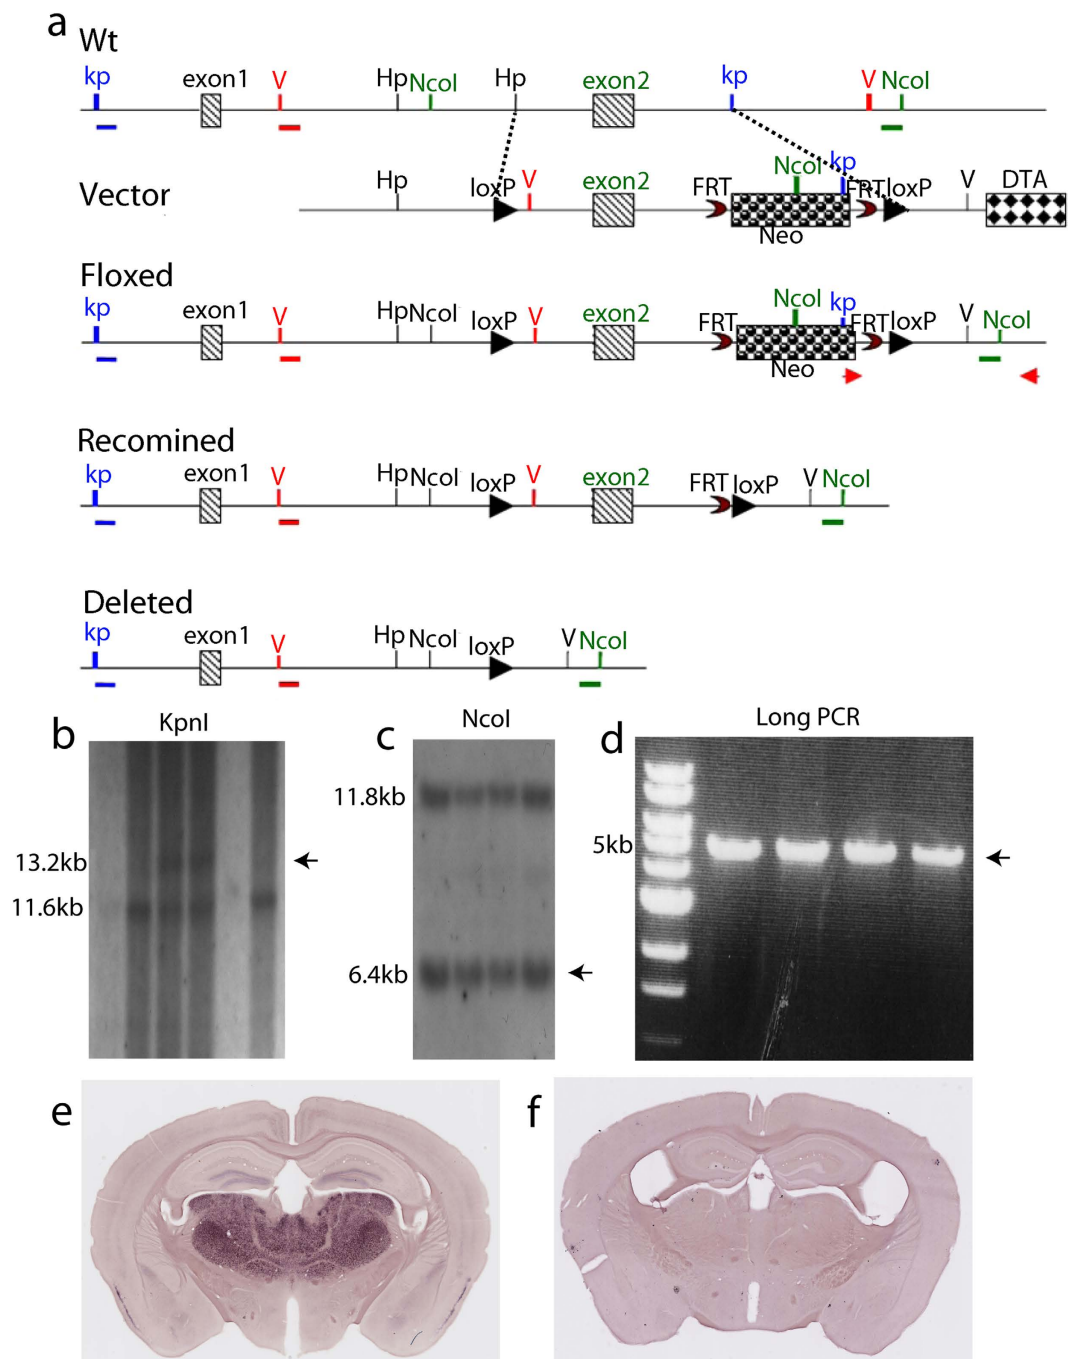 a
Wt
kp exon1 V Hp NcoI Hp exon2 kp V NcoI
Vector
Hp loxP V exon2 FRT NcoI kp FRT loxP V DTA
Neo
Floxed
kp exon1 V Hp NcoI loxP V exon2 FRT NcoI kp FRT loxP V NcoI
Neo
Recomined
kp exon1 V Hp NcoI loxP V exon2 FRT loxP V NcoI
Deleted
kp exon1 V Hp NcoI loxP V NcoI
b KpnI
13.2kb
11.6kb
c NcoI
11.8kb
6.4kb
d Long PCR
5kb
e
f